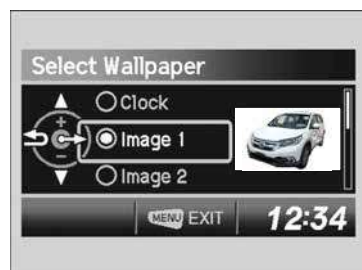 Select Wallpaper
Clock
+
Image 1
−
Image 2
MENU EXIT
12:34